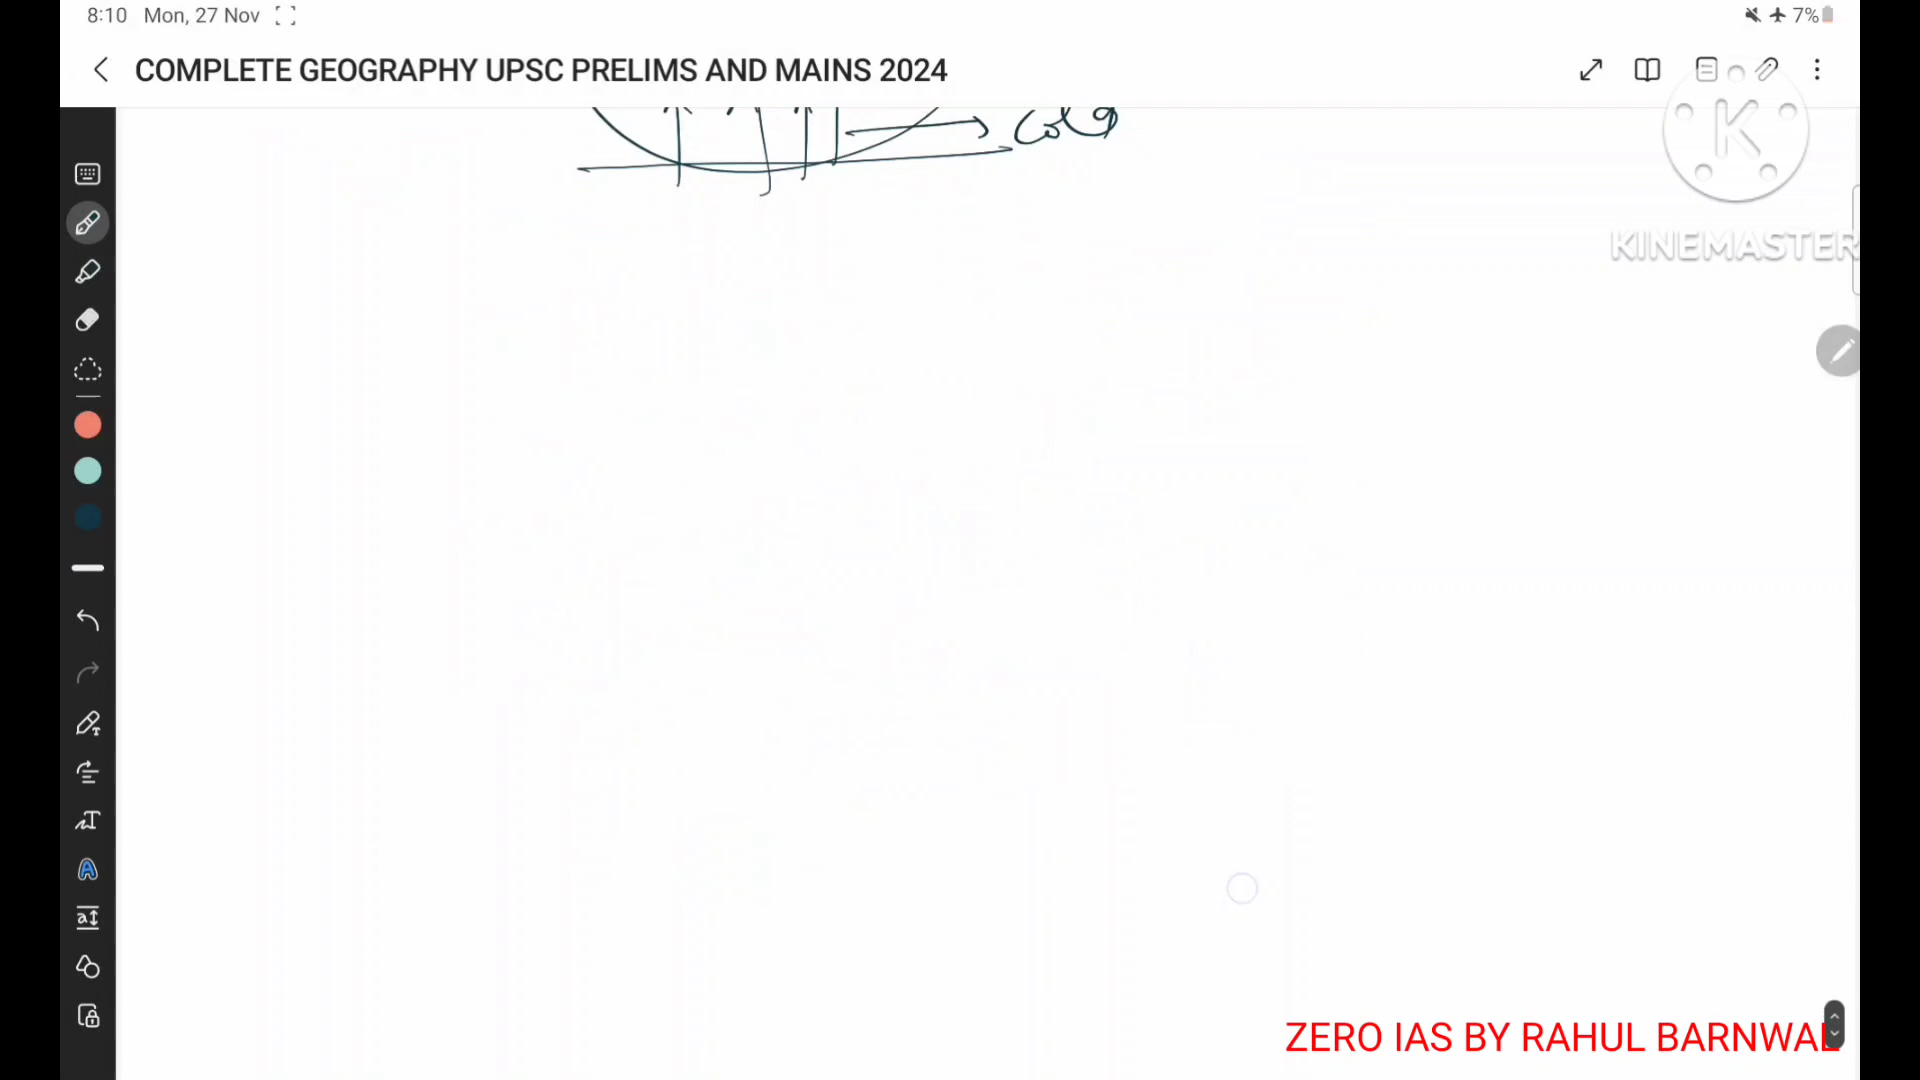 8:10 Mon, 27 Nov 7%
COMPLETE GEOGRAPHY UPSC PRELIMS AND MAINS 2024
Cold
K
KINEMASTER
ZERO IAS BY RAHUL BARNWAL